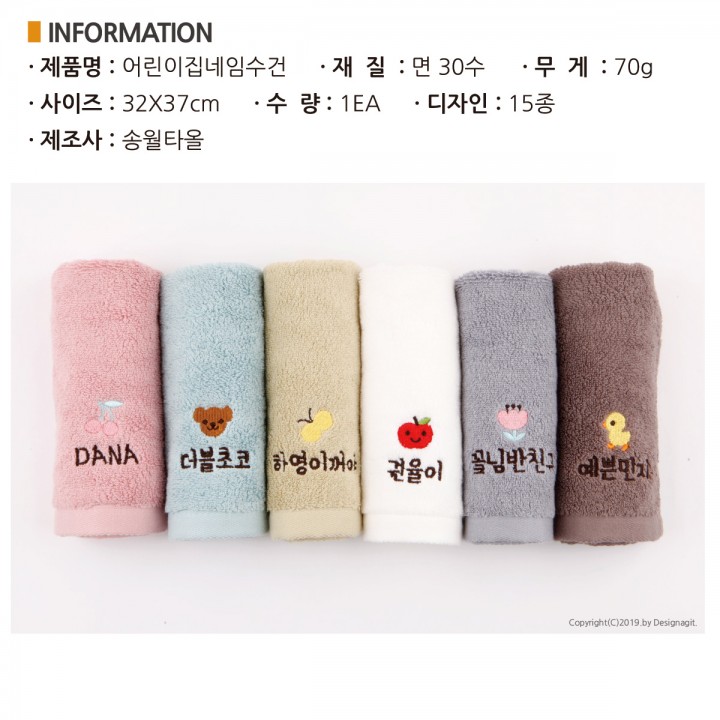 INFORMATION
· 제품명 : 어린이집네임수건 · 재 질 : 면 30수 · 무 게 : 70g
· 사이즈 : 32X37cm · 수 량 : 1EA · 디자인 : 15종
· 제조사 : 송월타올
DANA
더블초코
하영이꺼야
권율이
꽃님반친구
예쁜민지
Copyright(C)2019.by Designagit.